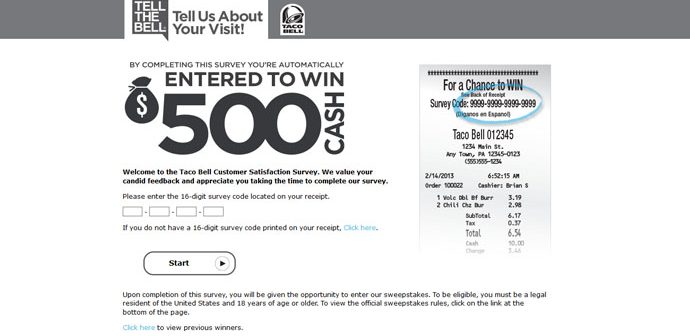 TELL THE BELL
Tell Us About
Your Visit!
TACO
BELL
BY COMPLETING THIS SURVEY YOU'RE AUTOMATICALLY
ENTERED TO WIN
$
500
CASH
Welcome to the Taco Bell Customer Satisfaction Survey. We value your
candid feedback and appreciate you taking the time to complete our survey.
Please enter the 16-digit survey code located on your receipt.
- - -
If you do not have a 16-digit survey code printed on your receipt, Click here.
Start
For a Chance to WIN
See Back of Receipt
Survey Code: 9999-9999-9999-9999
(Díganos en Espanol)
Taco Bell 012345
1234 Main St.
Any Town, PA 12345-0123
(555)555-1234
2/14/2013 6:52:15 AM
Order 100022 Cashier: Brian S
1 Volc Dbl Bf Burr 3.19
2 Chili Chz Bur 2.98
SubTotal 6.17
Tax 0.37
Total 6.54
Cash 10.00
Change 3.46
Upon completion of this survey, you will be given the opportunity to enter our sweepstakes. To be eligible, you must be a legal
resident of the United States and 18 years of age or older. To view the official sweepstakes rules, click on the link at the
bottom of the page.
Click here to view previous winners.